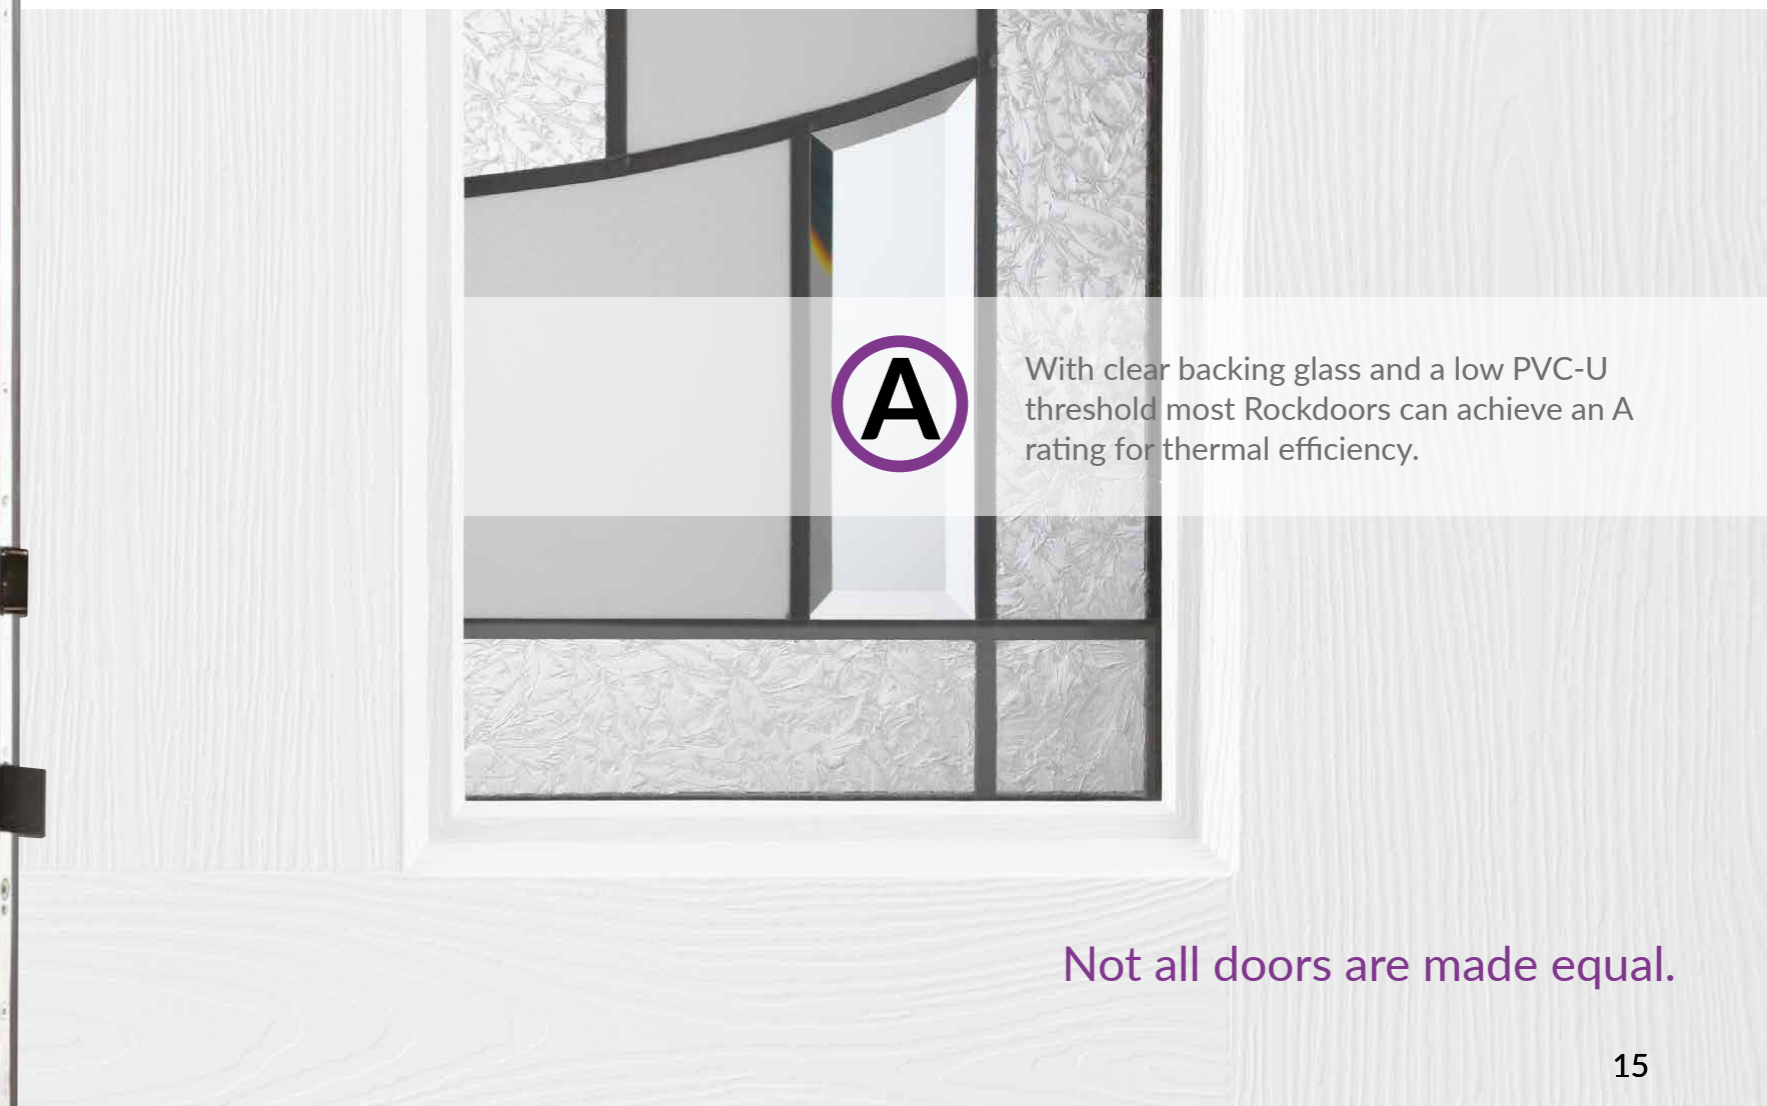 A
With clear backing glass and a low PVC-U
threshold most Rockdoors can achieve an A
rating for thermal efficiency.
Not all doors are made equal.
15